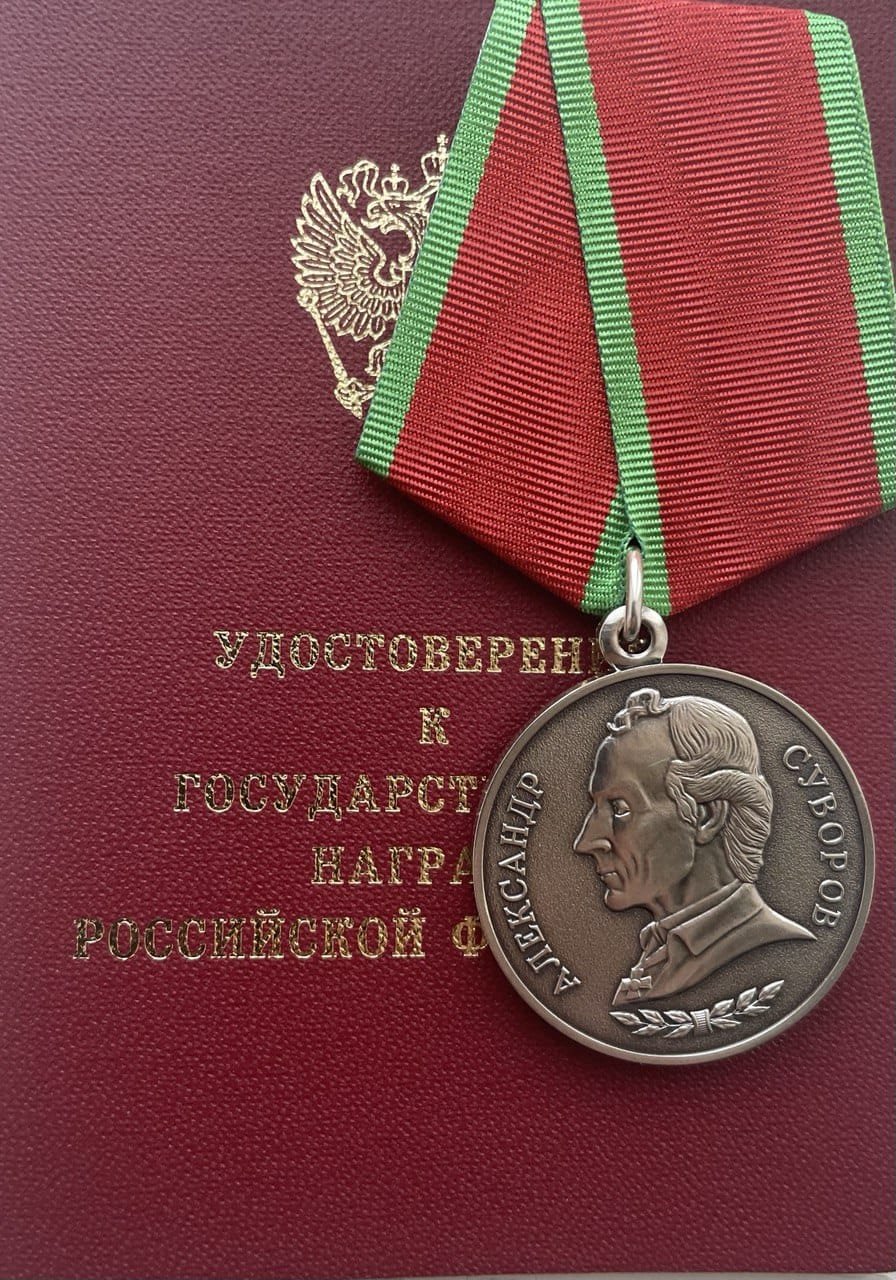 УДОСТОВЕРЕН
К
ГОСУДАРСТ
НАГРА
РОССИЙСКОЙ Ф
АЛЕКСАНДР СУВОРОВ